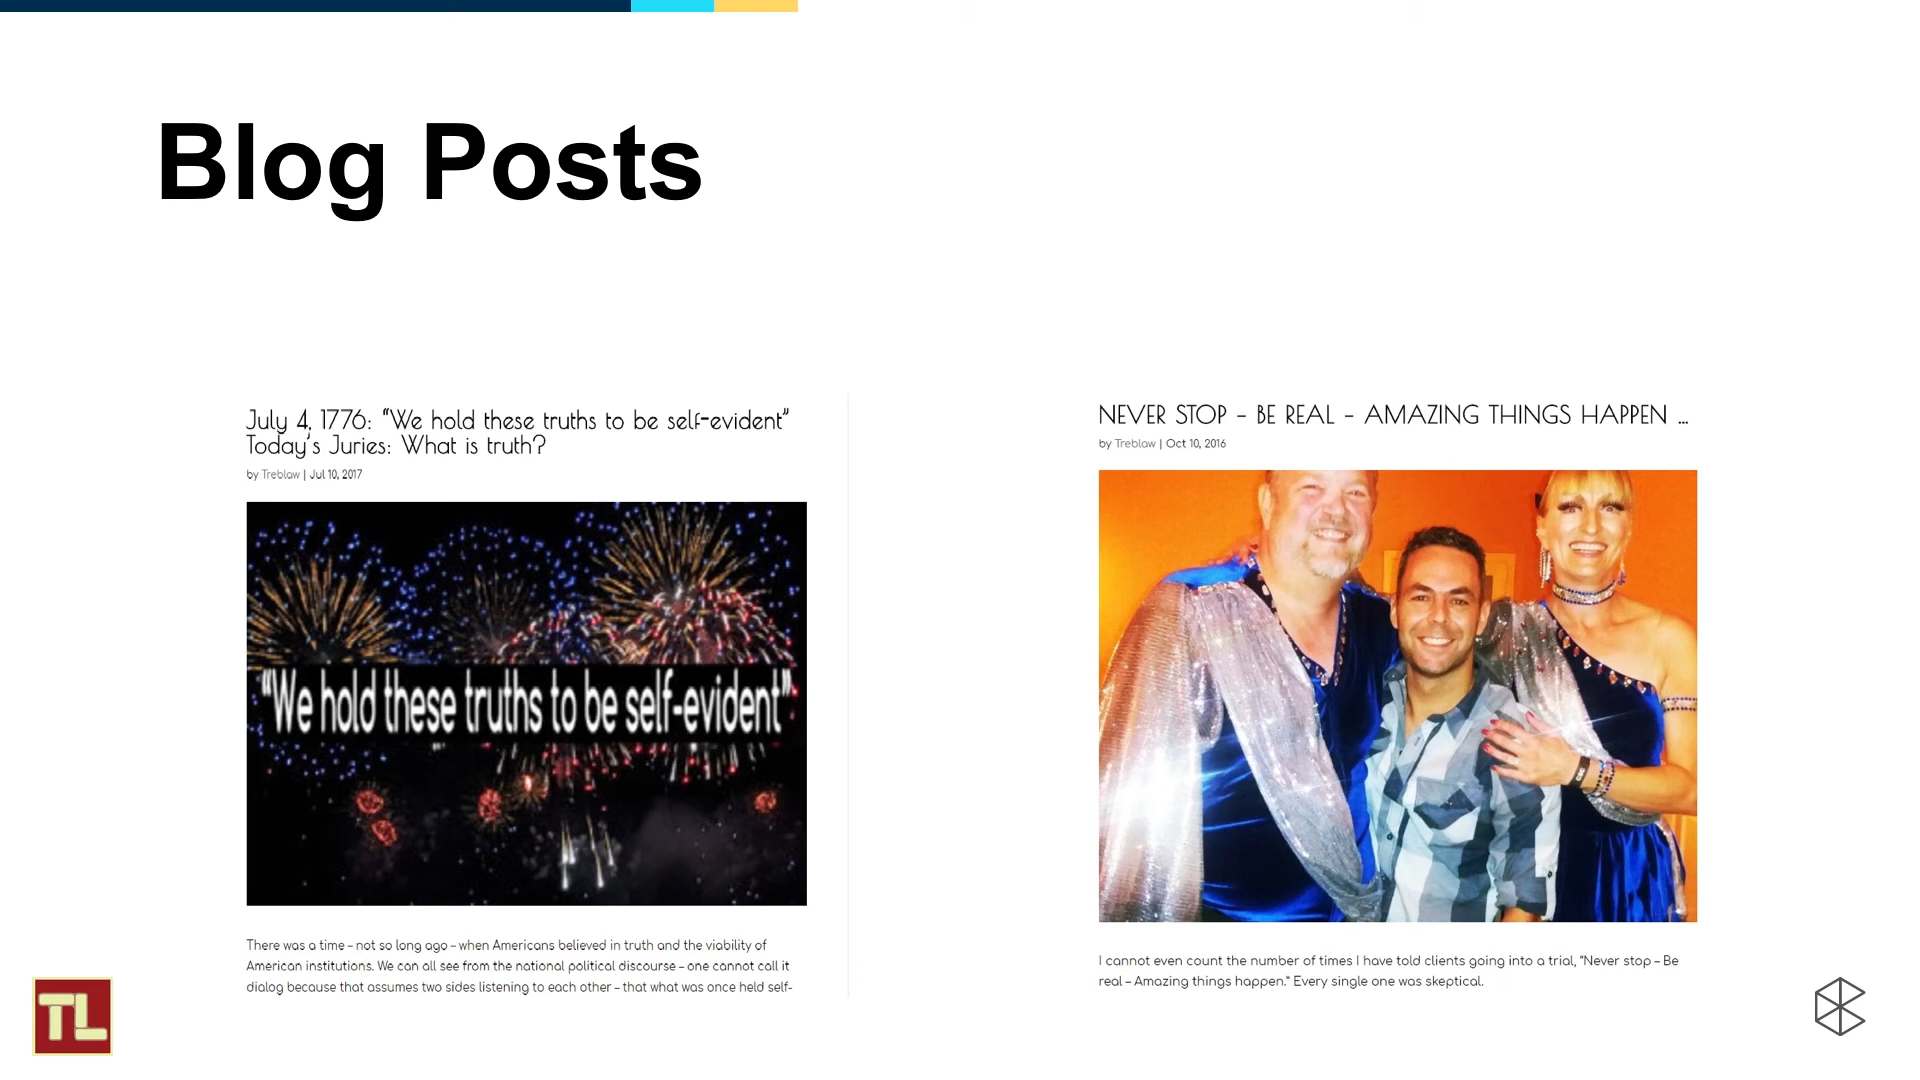 Blog Posts
July 4, 1776: “We hold these truths to be self-evident”
Today’s Juries: What is truth?
by Treblaw | Jul 10, 2017
“We hold these truths to be self-evident”
There was a time – not so long ago – when Americans believed in truth and the viability of
American institutions. We can all see from the national political discourse – one cannot call it
dialog because that assumes two sides listening to each other – that what was once held self-
NEVER STOP – BE REAL – AMAZING THINGS HAPPEN …
by Treblaw | Oct 10, 2016
I cannot even count the number of times I have told clients going into a trial, “Never stop – Be
real – Amazing things happen.” Every single one was skeptical.
TL